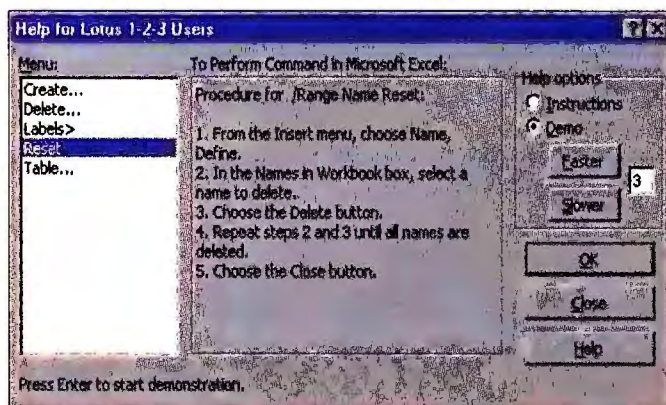 Help for Lotus 1-2-3 Users
Menu:
To Perform Command in Microsoft Excel:
Create...
Delete...
Labels>
Reset
Table...
Procedure for /Range Name Reset:
1. From the Insert menu, choose Name,
Define.
2. In the Names in Workbook box, select a
name to delete.
3. Choose the Delete button.
4. Repeat steps 2 and 3 until all names are
deleted.
5. Choose the Close button.
Help options
Instructions
Demo
Faster
3
Slower
OK
Close
Help
Press Enter to start demonstration.